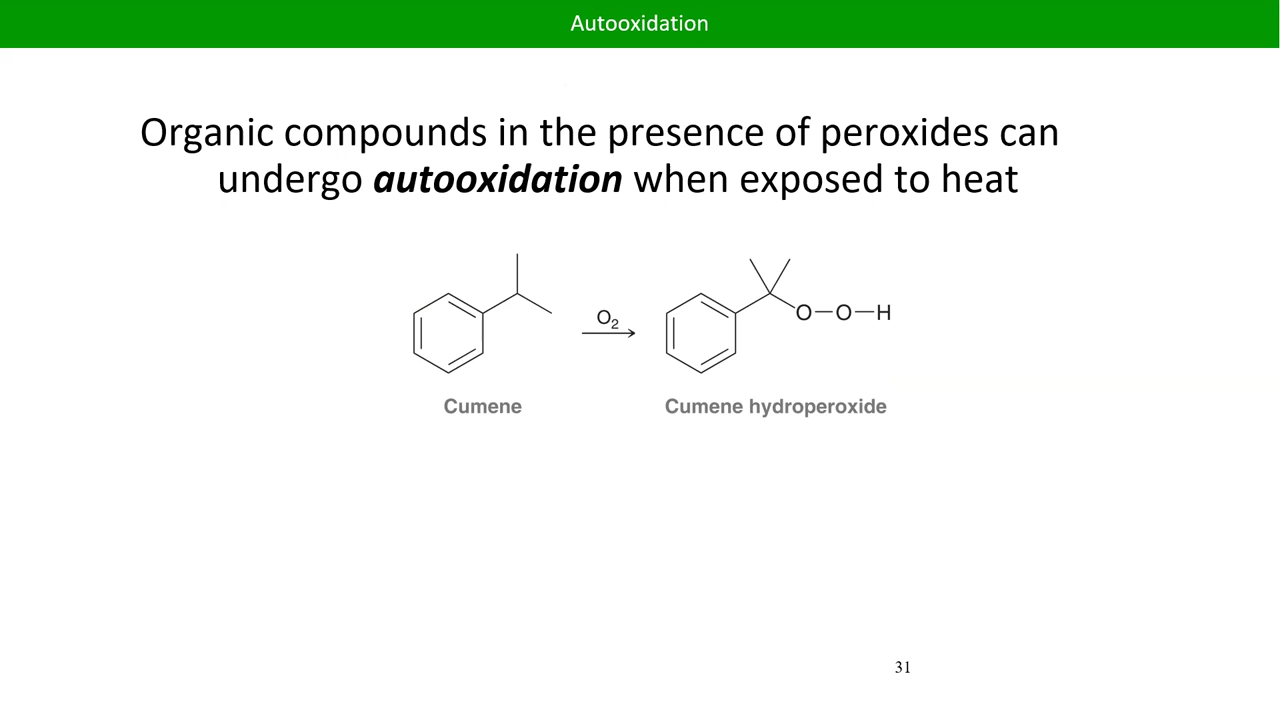 Autooxidation
Organic compounds in the presence of peroxides can
undergo autooxidation when exposed to heat
O₂
O—O—H
Cumene
Cumene hydroperoxide
31